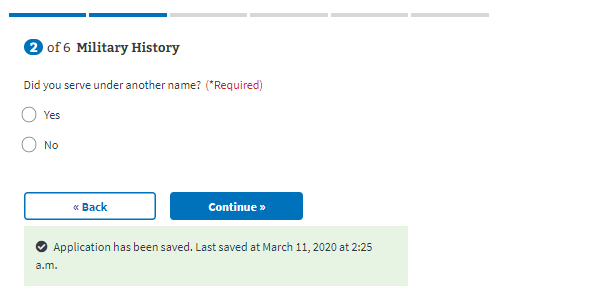 2 of 6 Military History
Did you serve under another name? (*Required)
Yes
No
« Back
Continue »
Application has been saved. Last saved at March 11, 2020 at 2:25
a.m.